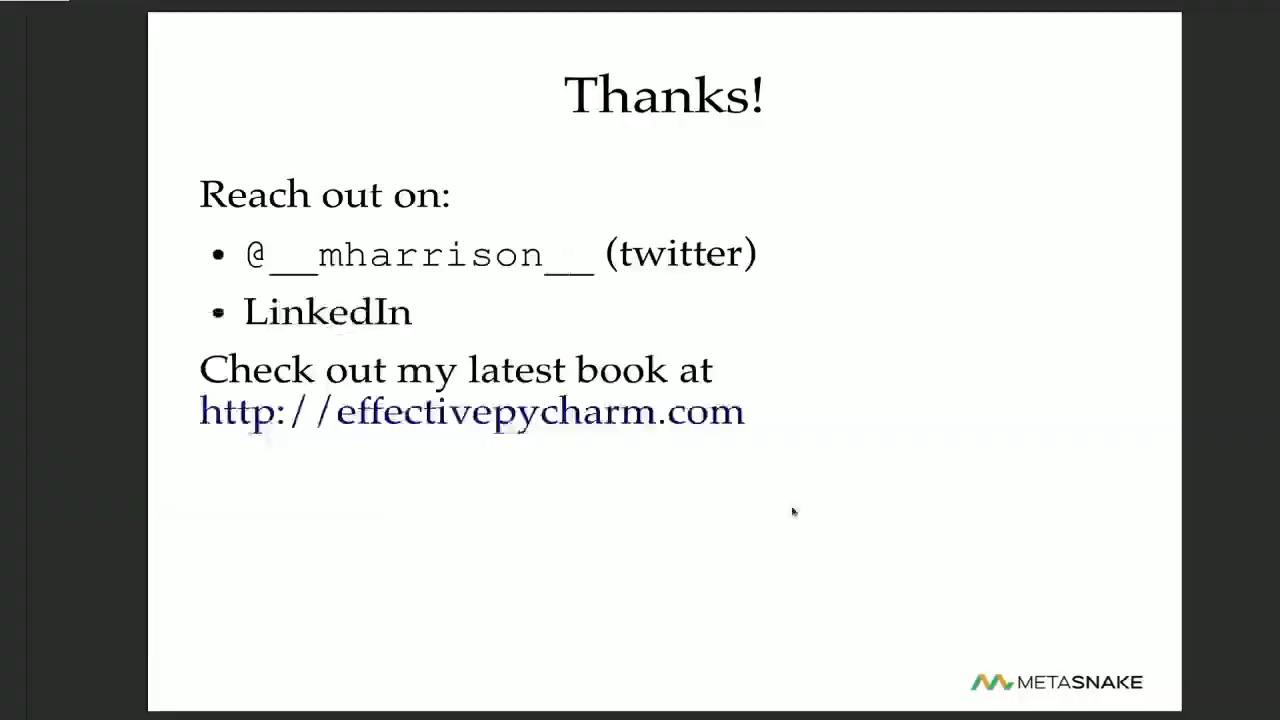 Thanks!
Reach out on:
• @__mharrison__ (twitter)
• LinkedIn
Check out my latest book at
http://effectivepycharm.com
METASNAKE